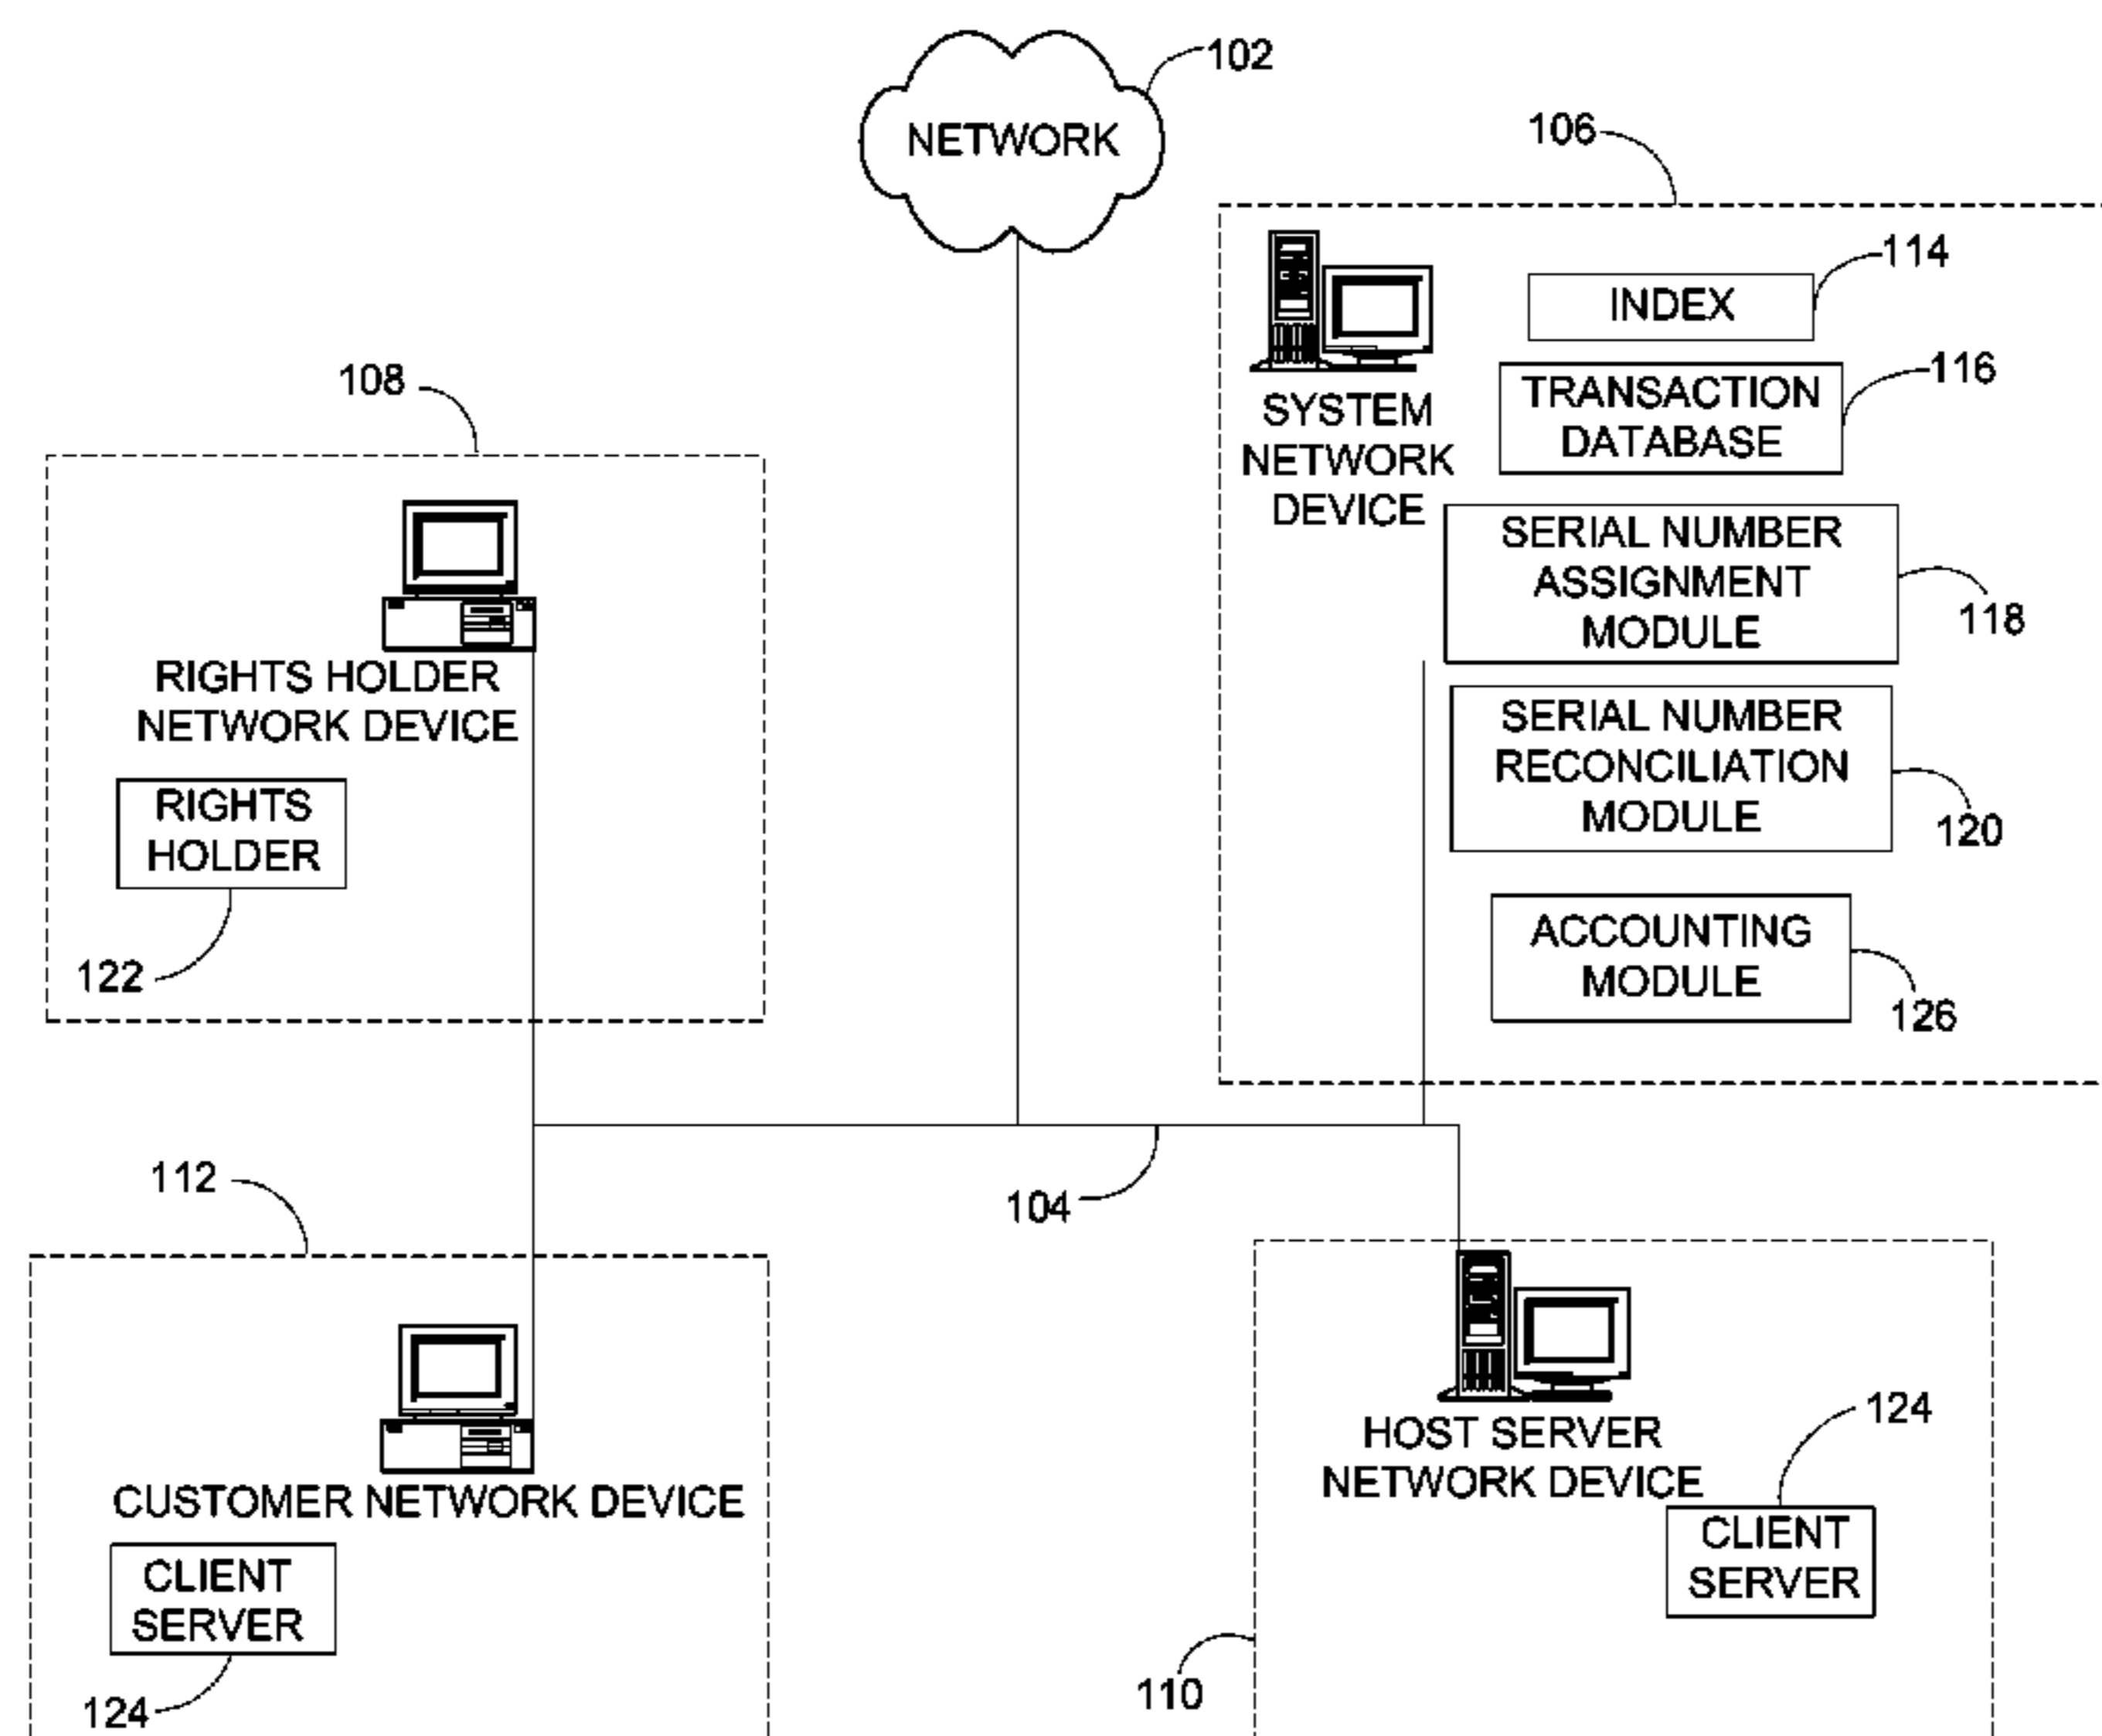 102
NETWORK
106
114
INDEX
116
TRANSACTION
DATABASE
SYSTEM
NETWORK
DEVICE
SERIAL NUMBER
ASSIGNMENT
MODULE
118
SERIAL NUMBER
RECONCILIATION
MODULE
120
ACCOUNTING
MODULE
126
108
RIGHTS HOLDER
NETWORK DEVICE
RIGHTS
HOLDER
122
104
112
CUSTOMER NETWORK DEVICE
CLIENT
SERVER
124
HOST SERVER
NETWORK DEVICE
124
CLIENT
SERVER
110